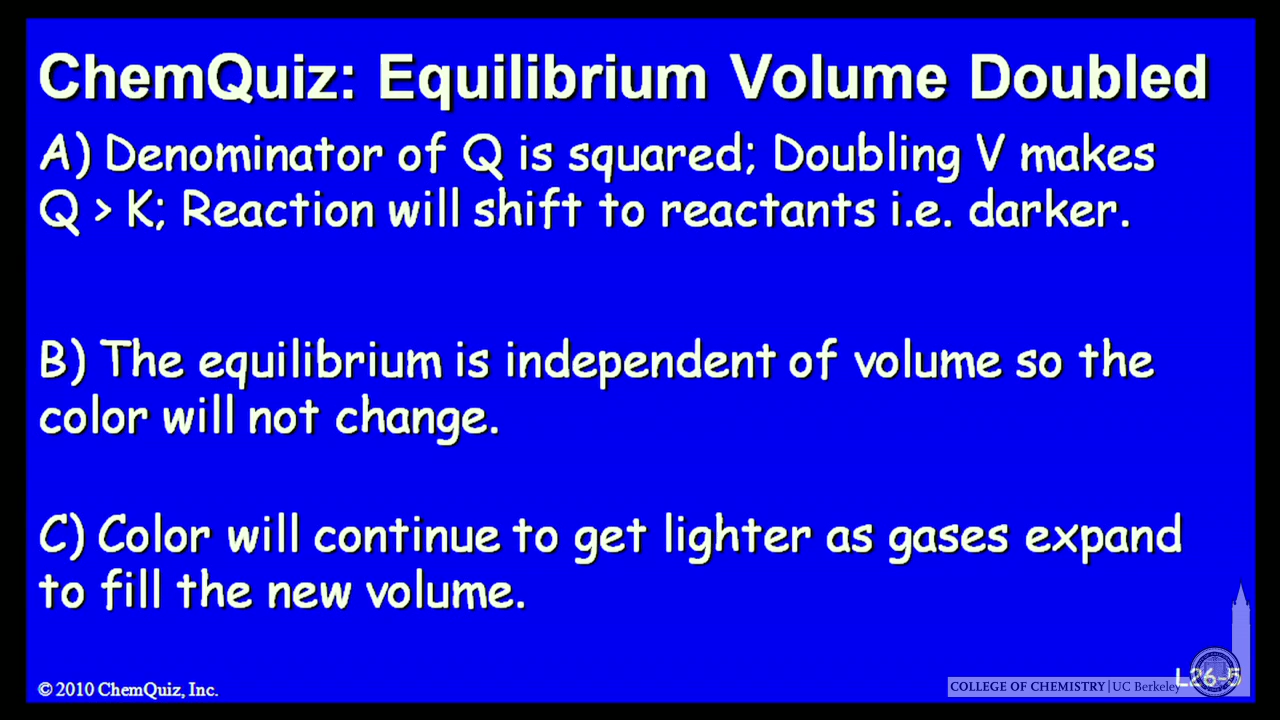 ChemQuiz: Equilibrium Volume Doubled
A) Denominator of Q is squared; Doubling V makes
Q > K; Reaction will shift to reactants i.e. darker.
B) The equilibrium is independent of volume so the
color will not change.
C) Color will continue to get lighter as gases expand
to fill the new volume.
© 2010 ChemQuiz, Inc.
COLLEGE OF CHEMISTRY | UC Berkeley
L26-5